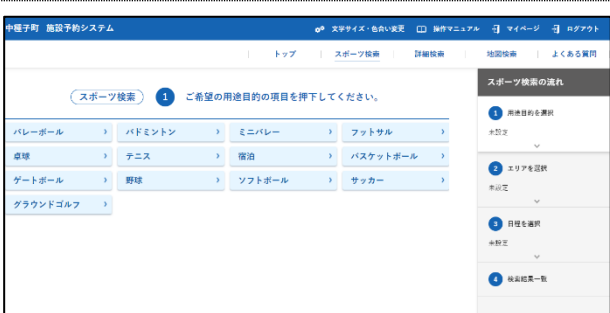 中種子町 施設予約システム
文字サイズ・色合い変更 操作マニュアル マイページ ログアウト
トップ スポーツ検索 詳細検索 地図検索 よくある質問
スポーツ検索 1 ご希望の用途目的の項目を押下してください。
バレーボール バドミントン ミニバレー フットサル
卓球 テニス 宿泊 バスケットボール
ゲートボール 野球 ソフトボール サッカー
グラウンドゴルフ
スポーツ検索の流れ
1 用途目的を選択
未設定
2 エリアを選択
未設定
3 日程を選択
未設定
4 検索結果一覧